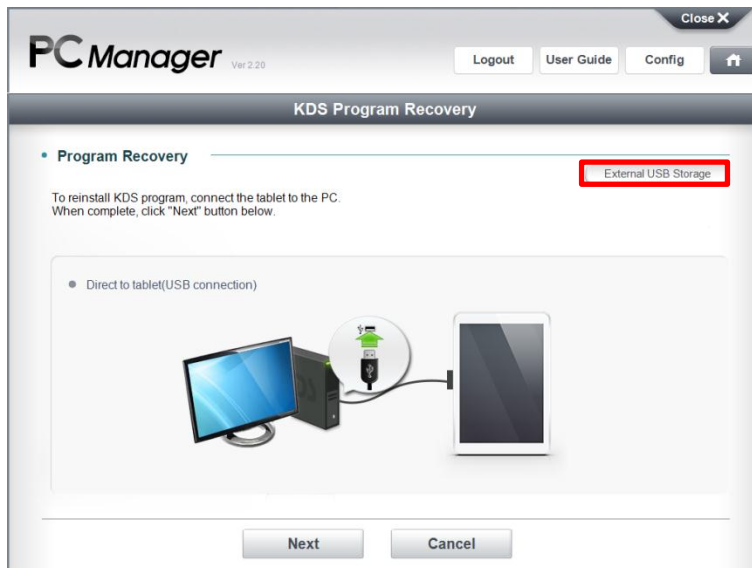 Close X
PC Manager Ver 2.20
Logout User Guide Config
KDS Program Recovery
Program Recovery
External USB Storage
To reinstall KDS program, connect the tablet to the PC.
When complete, click "Next" button below.
Direct to tablet(USB connection)
Next Cancel